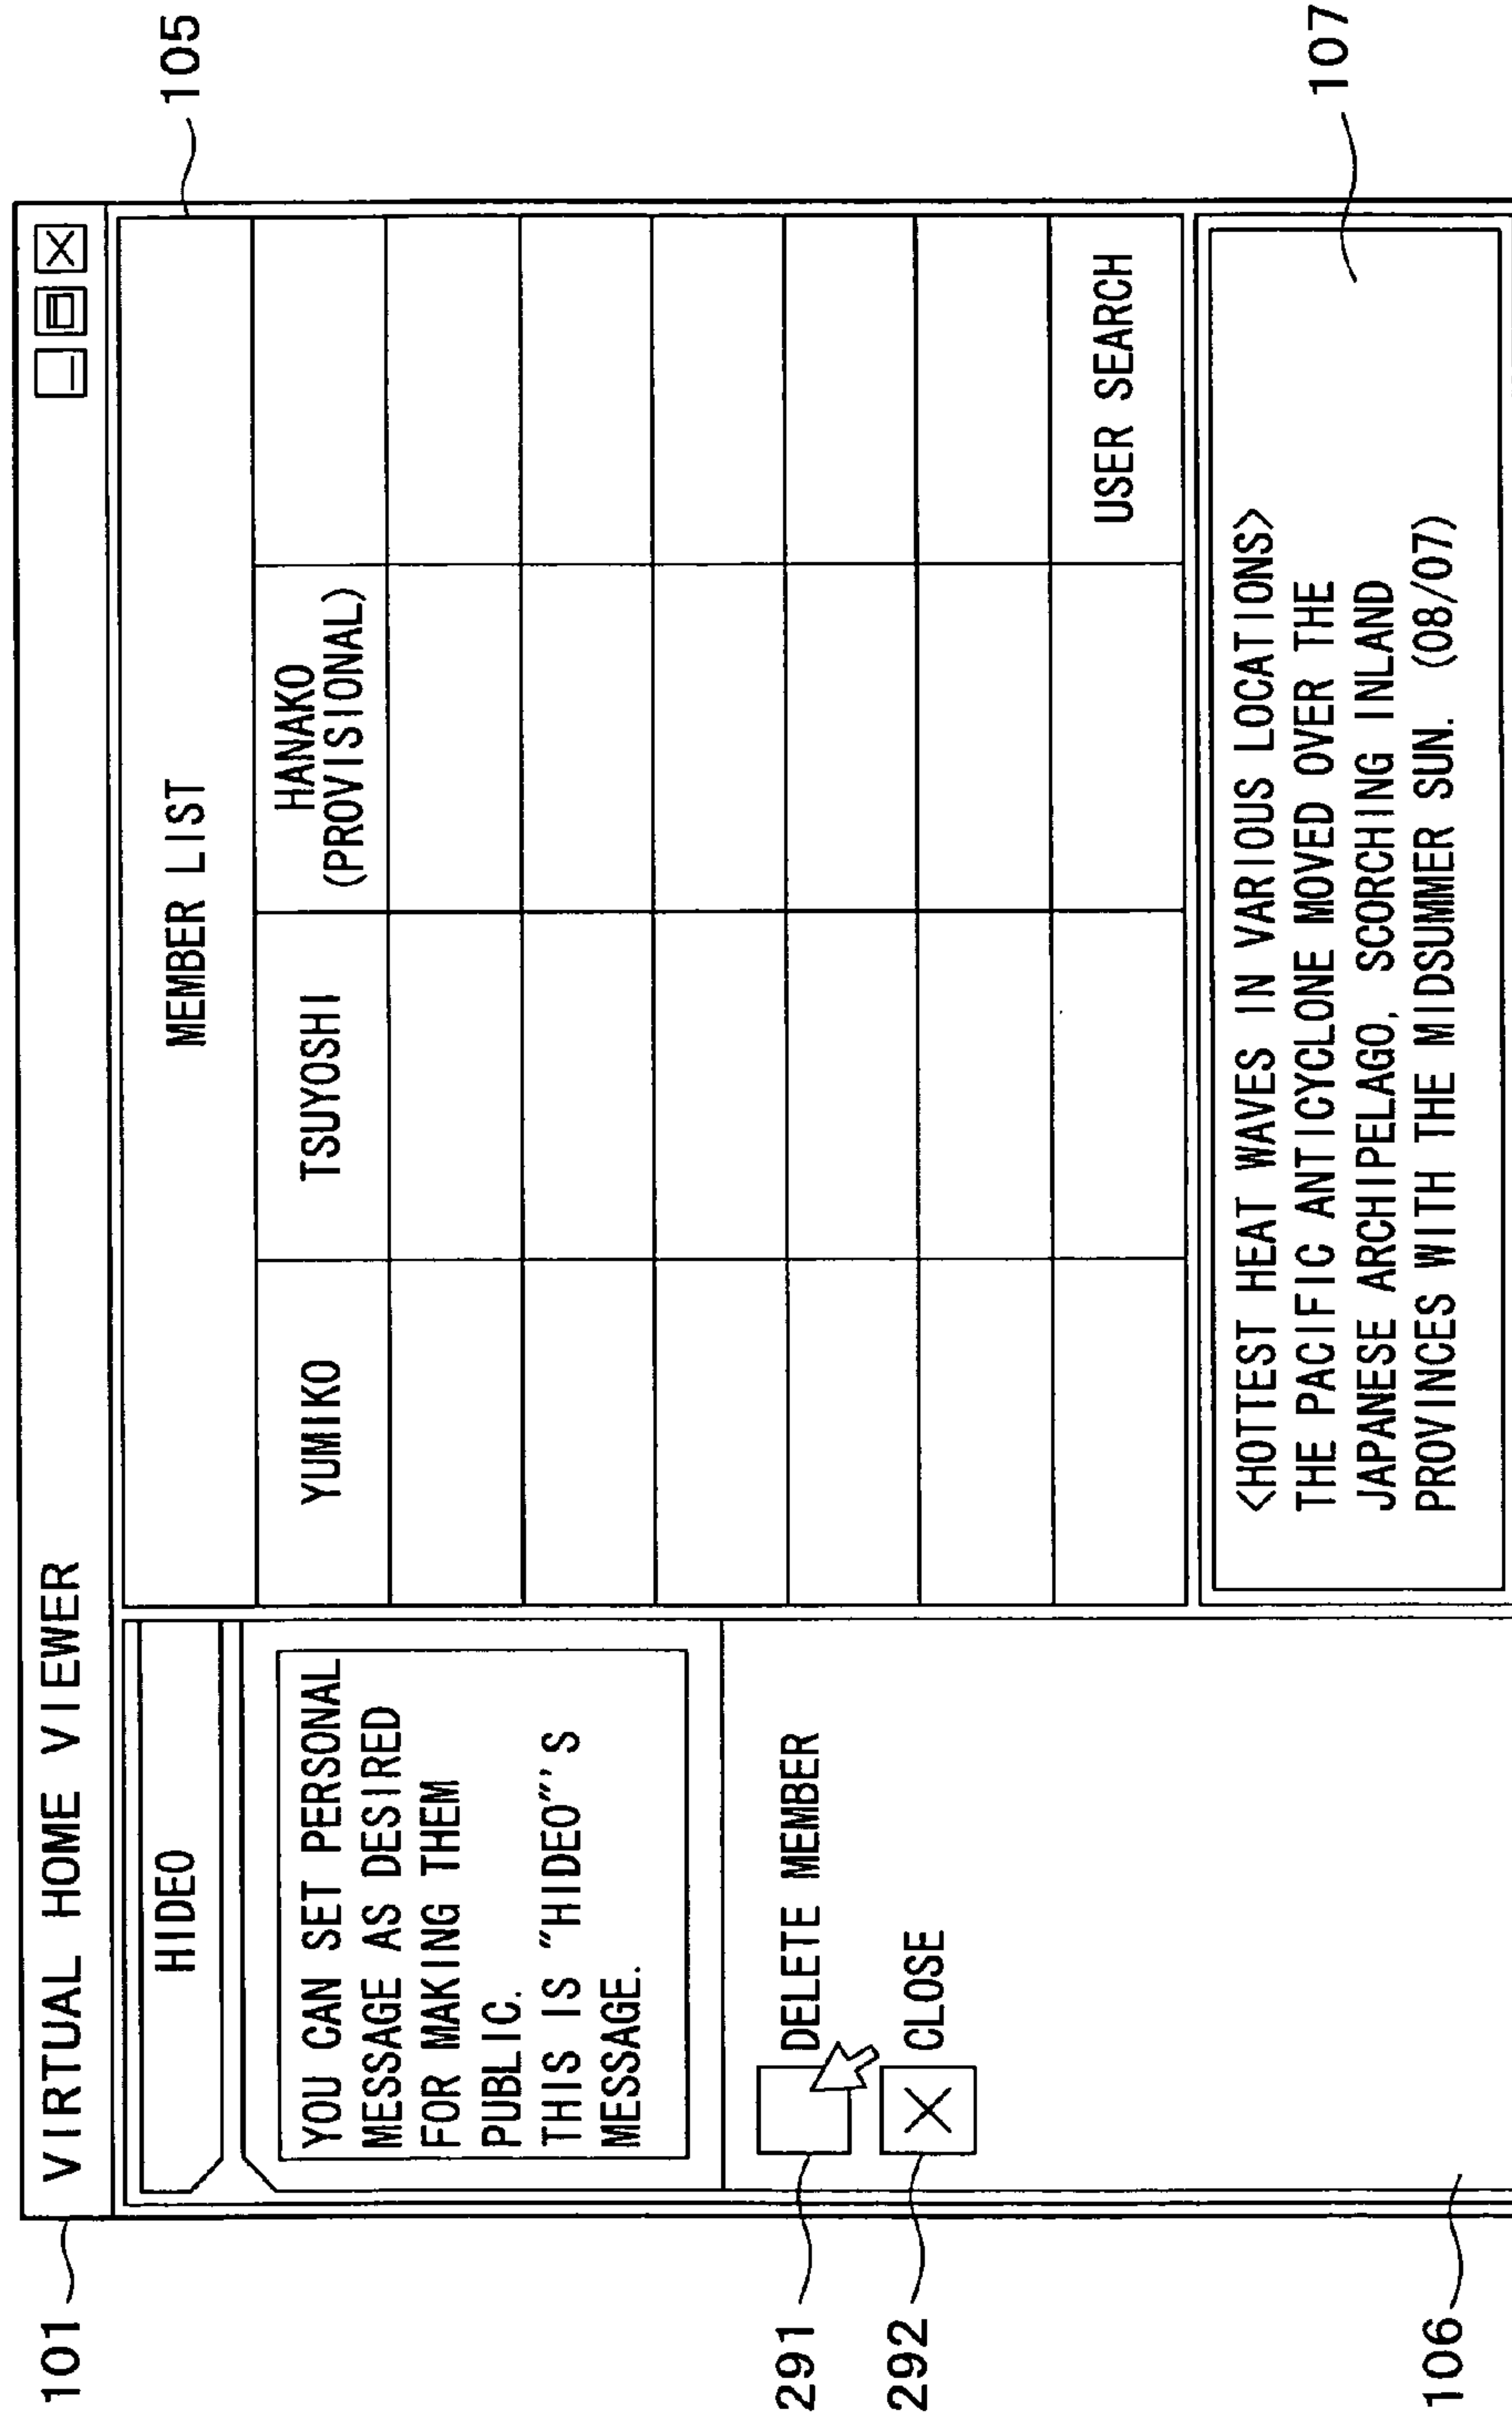 VIRTUAL HOME VIEWER
101
HIDEO
YOU CAN SET PERSONAL
MESSAGE AS DESIRED
FOR MAKING THEM
PUBLIC.
THIS IS "HIDEO"'S
MESSAGE.
291
DELETE MEMBER
292
CLOSE
106
105
MEMBER LIST
YUMIKO
TSUYOSHI
HANAKO
(PROVISIONAL)
USER SEARCH
<HOTTEST HEAT WAVES IN VARIOUS LOCATIONS>
THE PACIFIC ANTICYCLONE MOVED OVER THE
JAPANESE ARCHIPELAGO, SCORCHING INLAND
PROVINCES WITH THE MIDSUMMER SUN. (08/07)
107